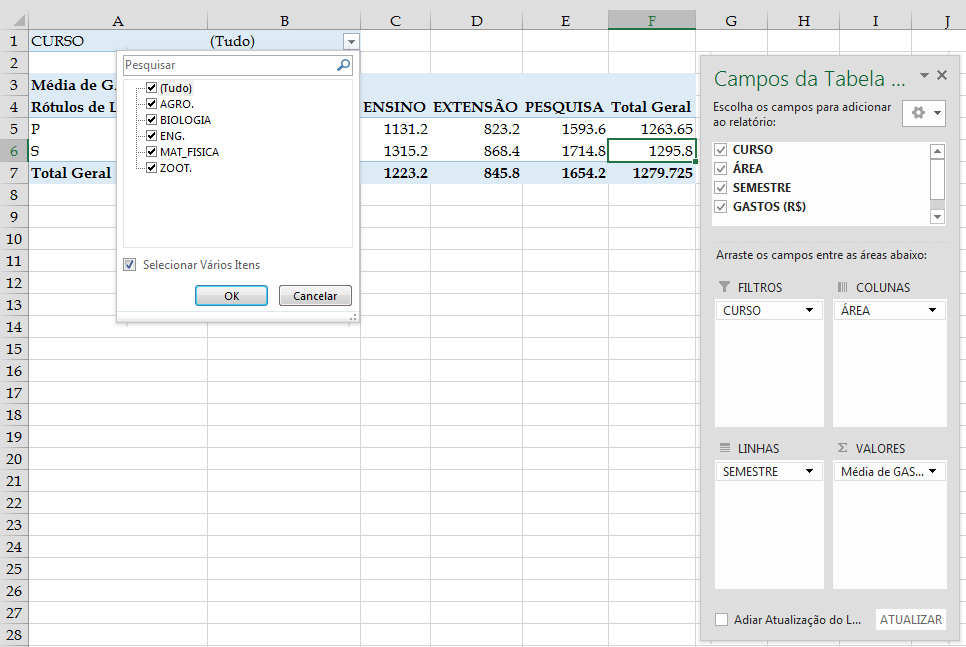 A B C D E F G H I J
1 CURSO (Tudo)
2
3 Média de G
4 Rótulos de L ENSINO EXTENSÃO PESQUISA Total Geral
5 P 1131.2 823.2 1593.6 1263.65
6 S 1315.2 868.4 1714.8 1295.8
7 Total Geral 1223.2 845.8 1654.2 1279.725
8
9
10
11
12
13
14
15
16
17
18
19
20
21
22
23
24
25
26
27
28
Pesquisar
(Tudo)
AGRO.
BIOLOGIA
ENG.
MAT_FISICA
ZOOT.
Selecionar Vários Itens
OK Cancelar
Campos da Tabela ...
Escolha os campos para adicionar
ao relatório:
CURSO
ÁREA
SEMESTRE
GASTOS (R$)
Arraste os campos entre as áreas abaixo:
FILTROS COLUNAS
CURSO ÁREA
LINHAS Σ VALORES
SEMESTRE Média de GAS...
Adiar Atualização do L... ATUALIZAR